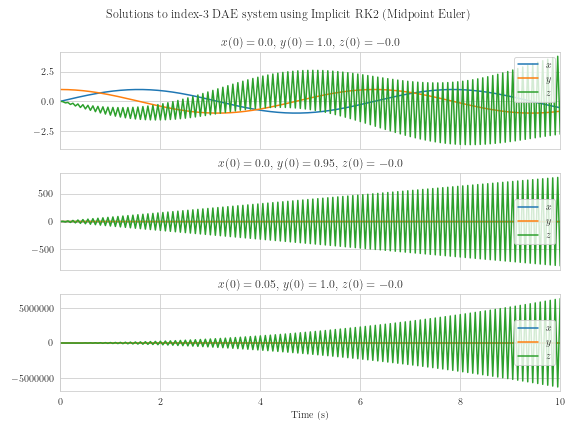 Solutions to index-3 DAE system using Implicit RK2 (Midpoint Euler)
x(0) = 0.0, y(0) = 1.0, z(0) = −0.0
2.5
0.0
−2.5
x
y
z
x(0) = 0.0, y(0) = 0.95, z(0) = −0.0
500
0
−500
x
y
z
x(0) = 0.05, y(0) = 1.0, z(0) = −0.0
5000000
0
−5000000
x
y
z
0 2 4 6 8 10
Time (s)